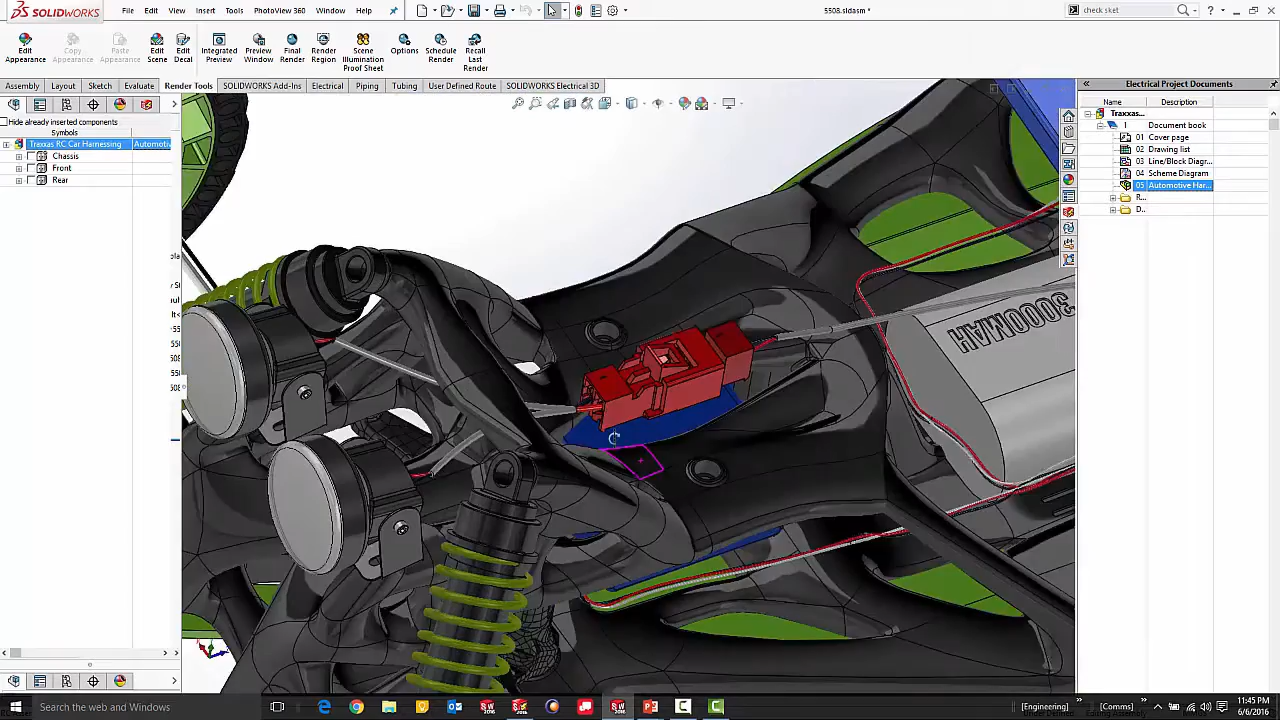 SOLIDWORKS
File Edit View Insert Tools PhotoView 360 Window Help
5508.sldasm *
check sket
Edit Appearance
Copy Appearance
Paste Appearance
Edit Scene
Edit Decal
Integrated Preview
Preview Window
Final Render
Render Region
Scene Illumination Proof Sheet
Options
Schedule Render
Recall Last Render
Assembly Layout Sketch Evaluate Render Tools SOLIDWORKS Add-Ins Electrical Piping Tubing User Defined Route SOLIDWORKS Electrical 3D
Electrical Project Documents
Hide already inserted components
Symbols
Traxxas RC Car Harnessing Automotiv
Chassis
Front
Rear
Name Description
Traxxas...
1 Document book
01 Cover page
02 Drawing list
03 Line/Block Diagr...
04 Scheme Diagram
05 Automotive Har...
R...
D..
3000MAH
Search the web and Windows
[Engineering]
[Comms]
11:45 PM
6/6/2016